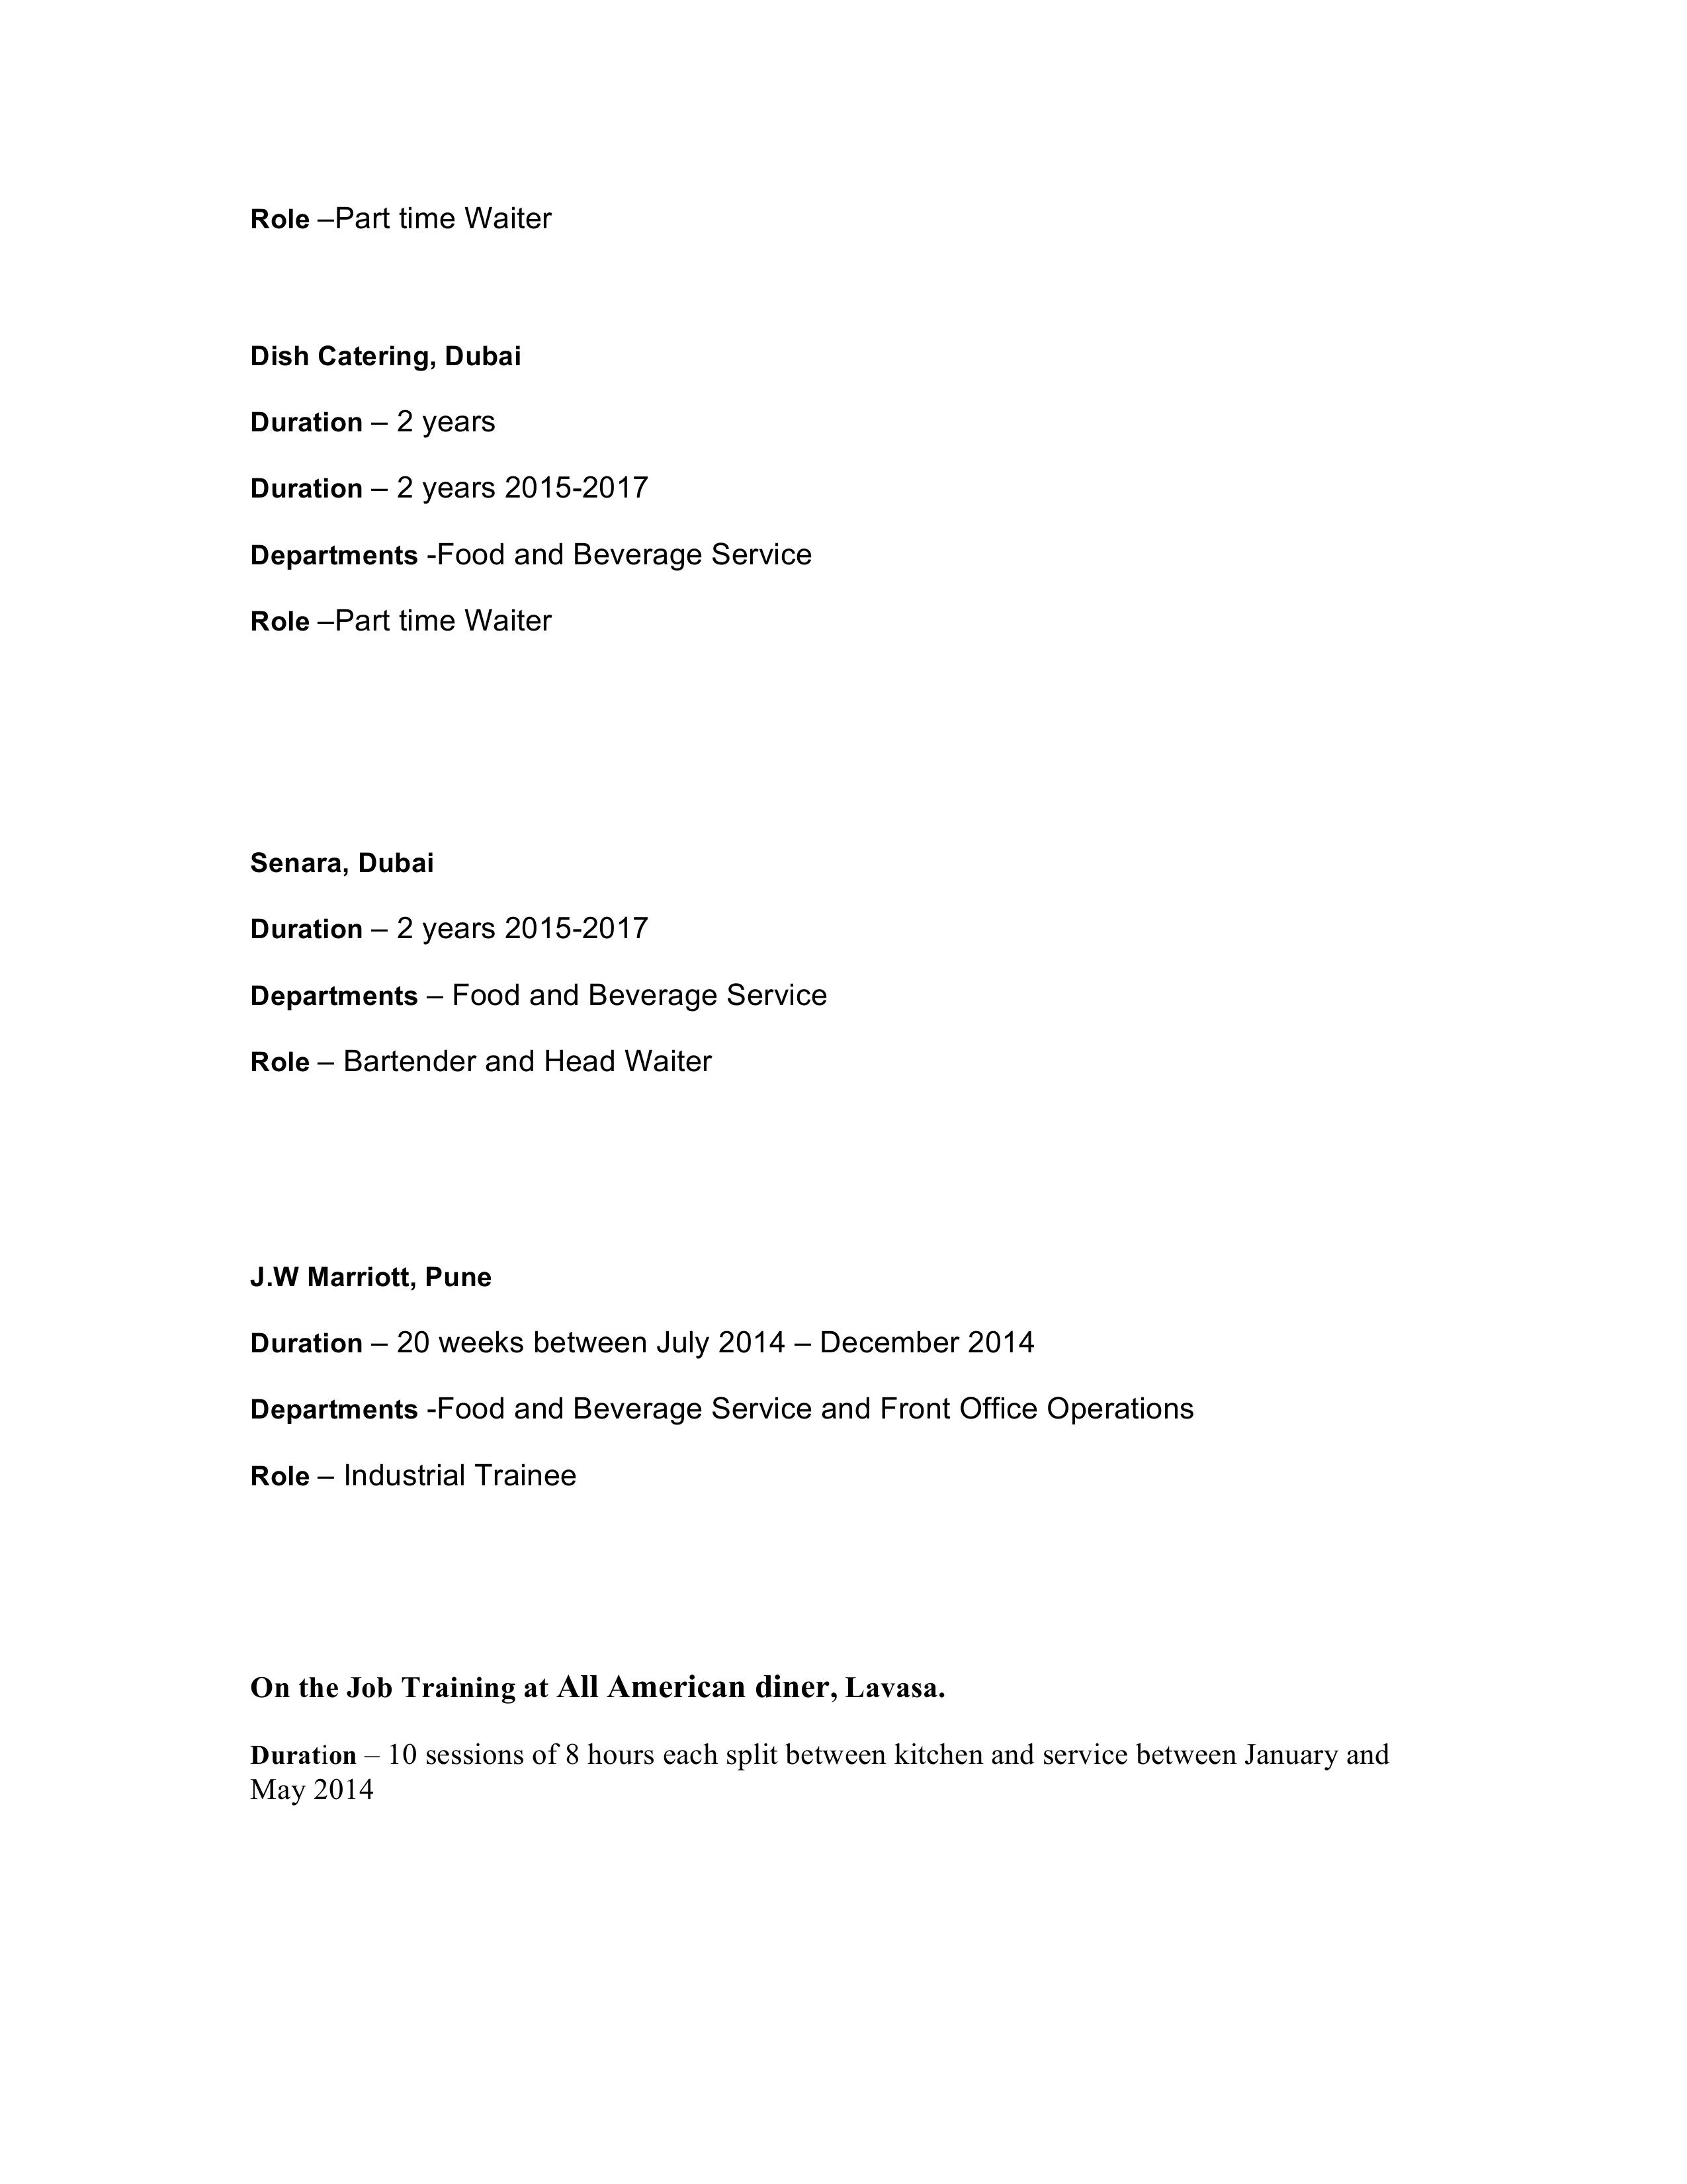 Role –Part time Waiter
Dish Catering, Dubai
Duration – 2 years
Duration – 2 years 2015-2017
Departments -Food and Beverage Service
Role –Part time Waiter
Senara, Dubai
Duration – 2 years 2015-2017
Departments – Food and Beverage Service
Role – Bartender and Head Waiter
J.W Marriott, Pune
Duration – 20 weeks between July 2014 – December 2014
Departments -Food and Beverage Service and Front Office Operations
Role – Industrial Trainee
On the Job Training at All American diner, Lavasa.
Duration – 10 sessions of 8 hours each split between kitchen and service between January and
May 2014